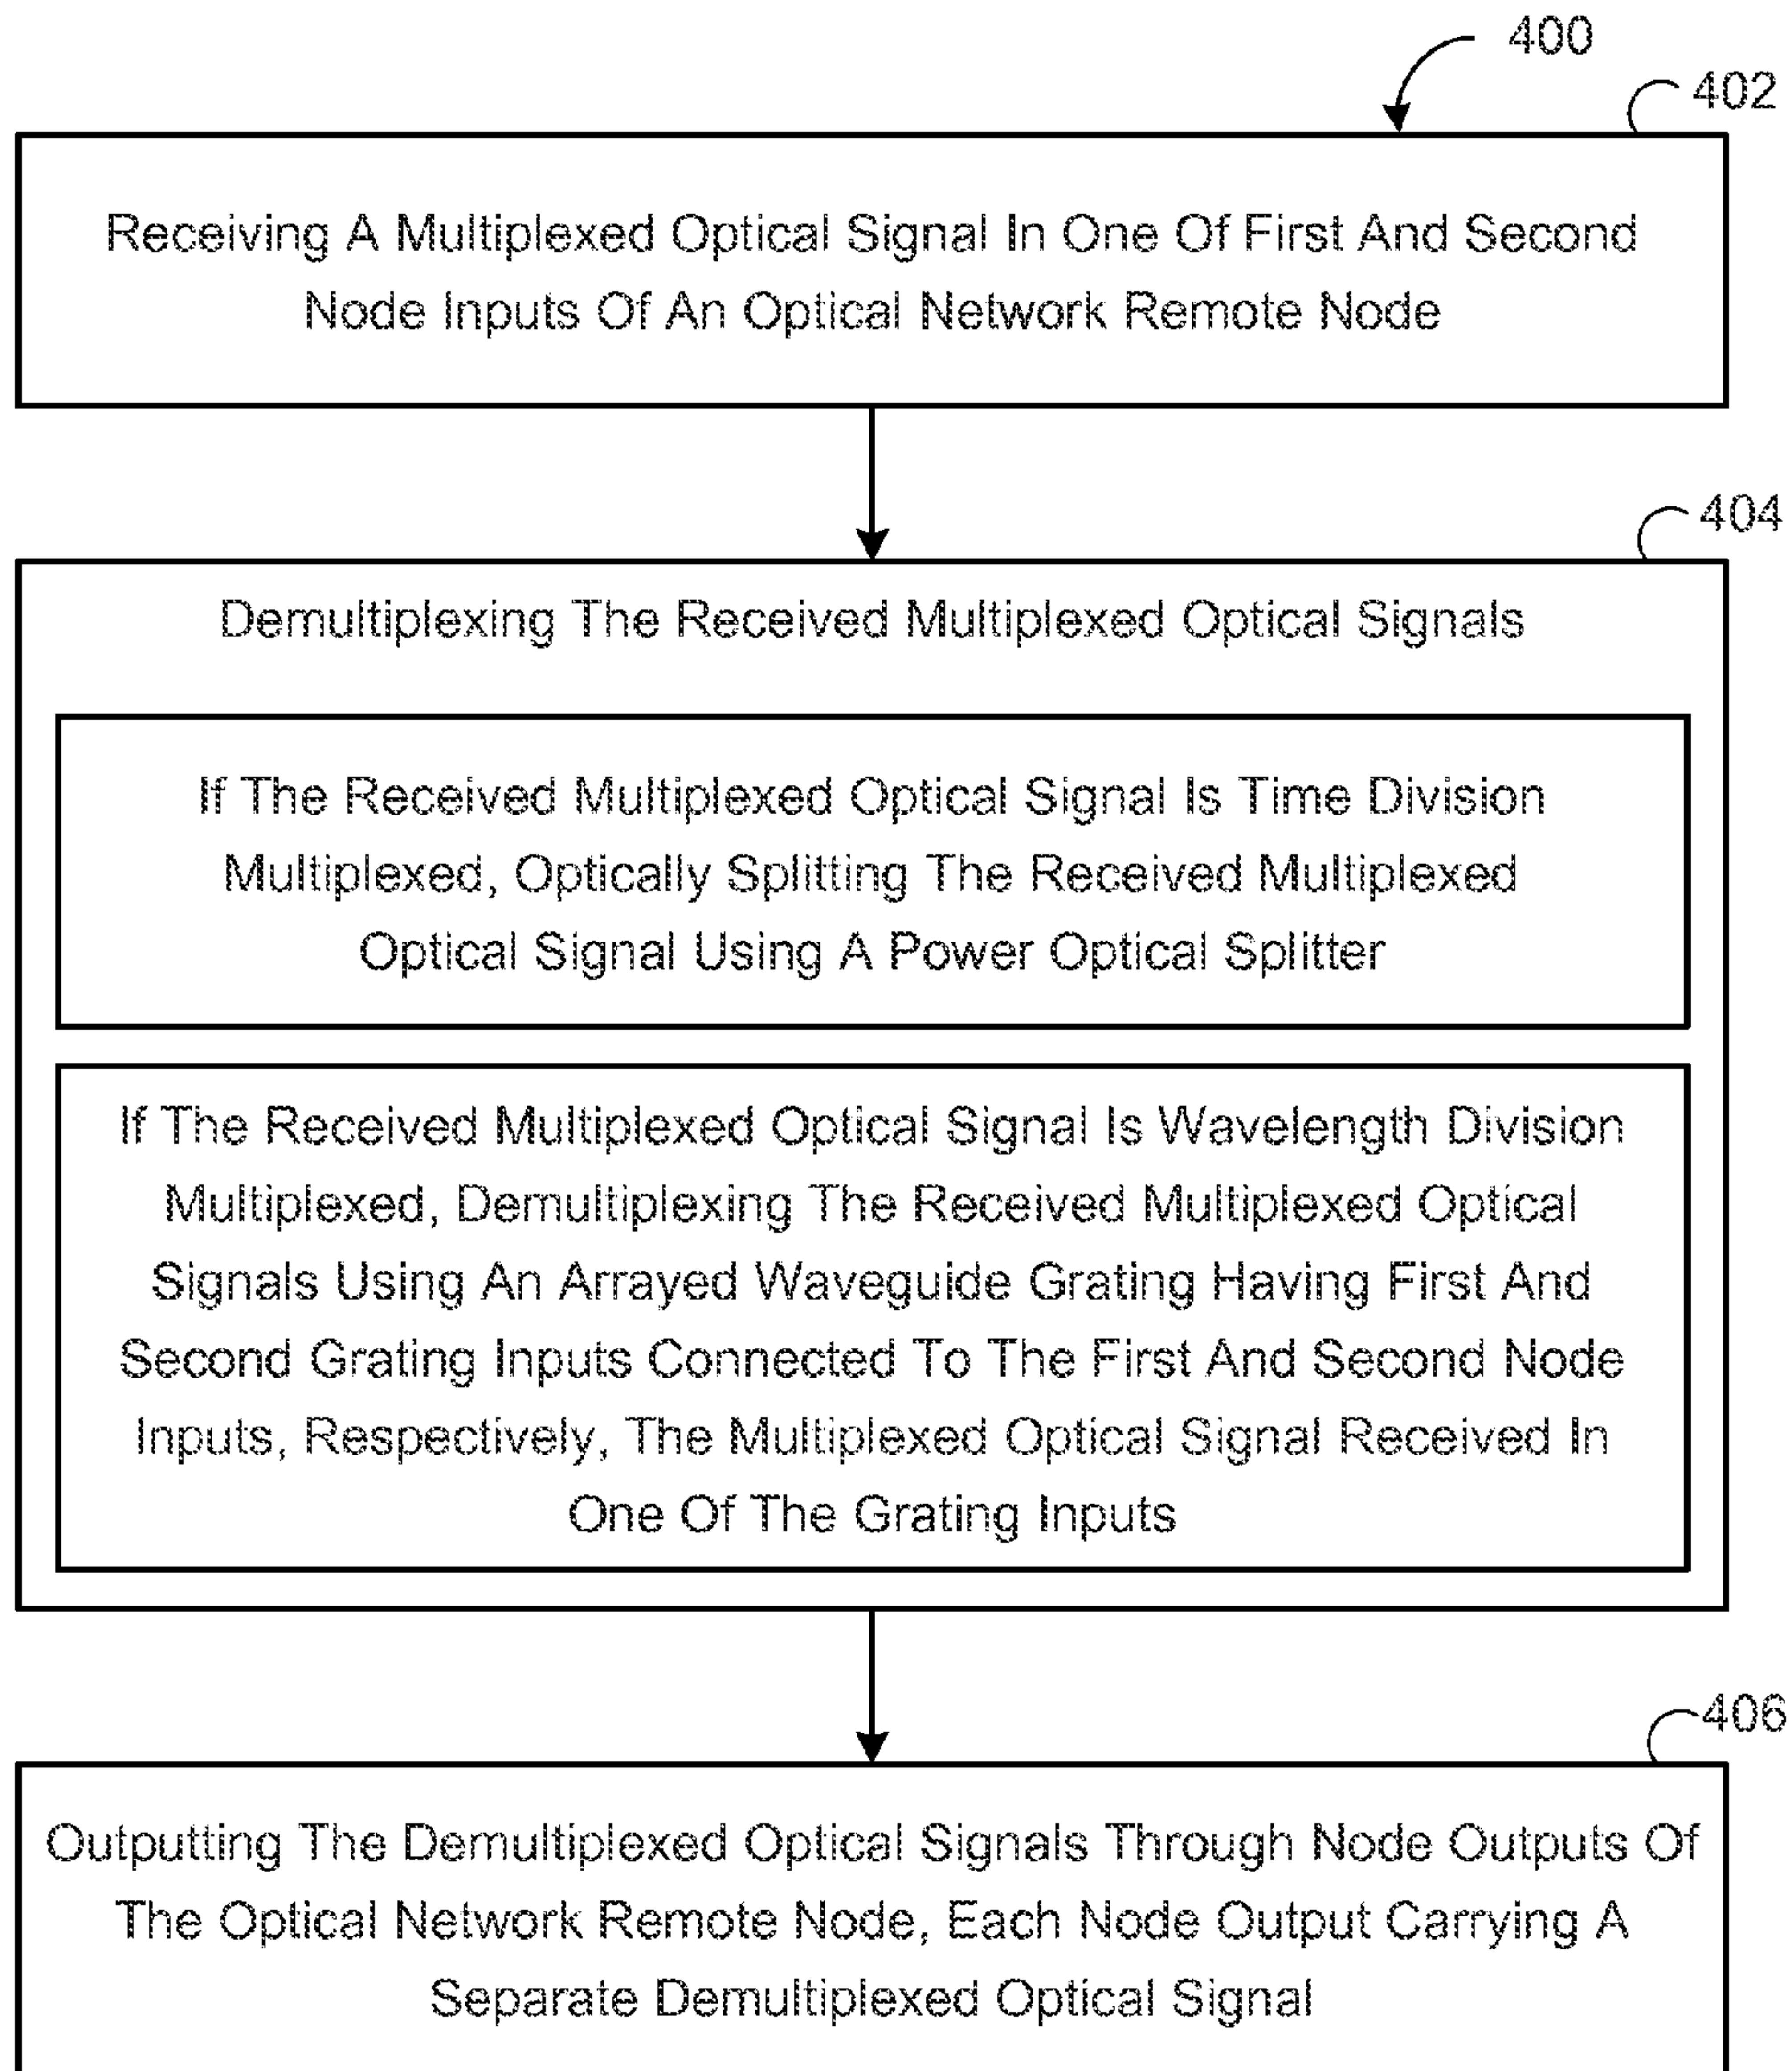 400
402
Receiving A Multiplexed Optical Signal In One Of First And Second
Node Inputs Of An Optical Network Remote Node
404
Demultiplexing The Received Multiplexed Optical Signals
If The Received Multiplexed Optical Signal Is Time Division
Multiplexed, Optically Splitting The Received Multiplexed
Optical Signal Using A Power Optical Splitter
If The Received Multiplexed Optical Signal Is Wavelength Division
Multiplexed, Demultiplexing The Received Multiplexed Optical
Signals Using An Arrayed Waveguide Grating Having First And
Second Grating Inputs Connected To The First And Second Node
Inputs, Respectively, The Multiplexed Optical Signal Received In
One Of The Grating Inputs
406
Outputting The Demultiplexed Optical Signals Through Node Outputs Of
The Optical Network Remote Node, Each Node Output Carrying A
Separate Demultiplexed Optical Signal